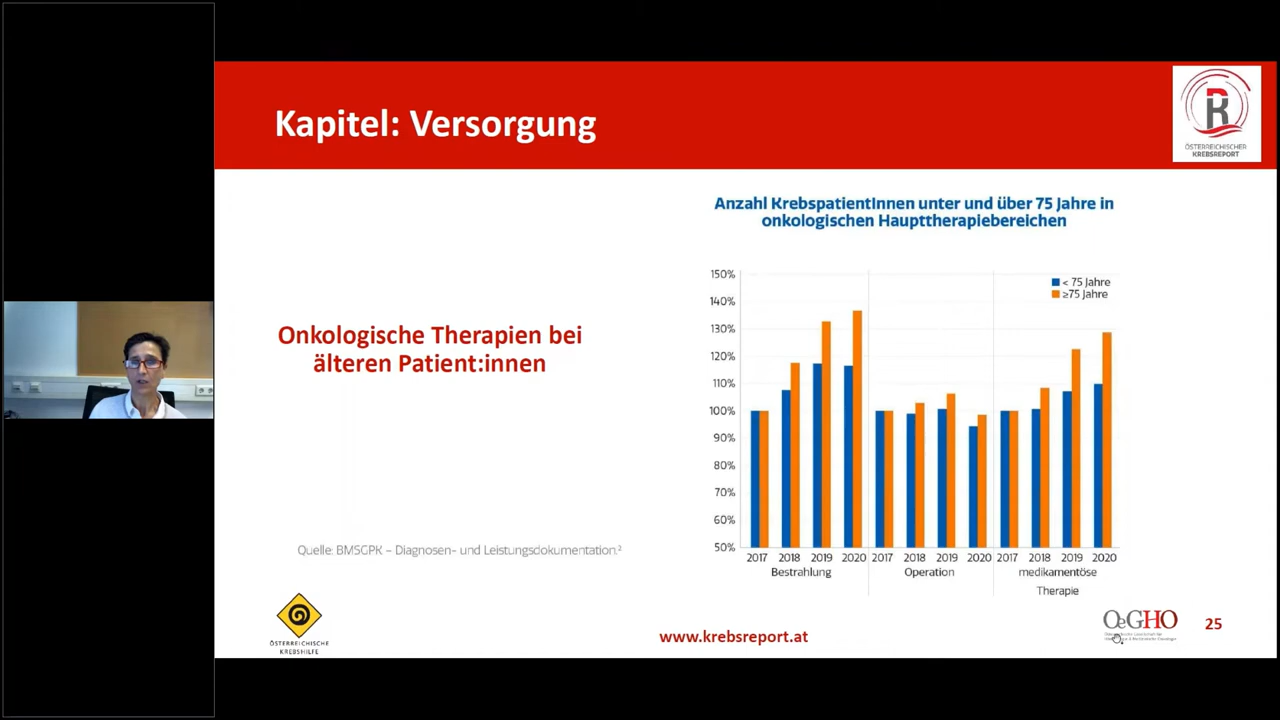 Kapitel: Versorgung
ÖSTERREICHISCHER
KREBSREPORT
Anzahl KrebspatientInnen unter und über 75 Jahre in
onkologischen Haupttherapiebereichen
Onkologische Therapien bei
älteren Patient:innen
150%
140%
130%
120%
110%
100%
90%
80%
70%
60%
50%
< 75 Jahre
≥75 Jahre
2017 2018 2019 2020 2017 2018 2019 2020 2017 2018 2019 2020
Bestrahlung Operation medikamentöse
Therapie
Quelle: BMSGPK – Diagnosen- und Leistungsdokumentation.²
ÖSTERREICHISCHE
KREBSHILFE
www.krebsreport.at
OeGHO
25